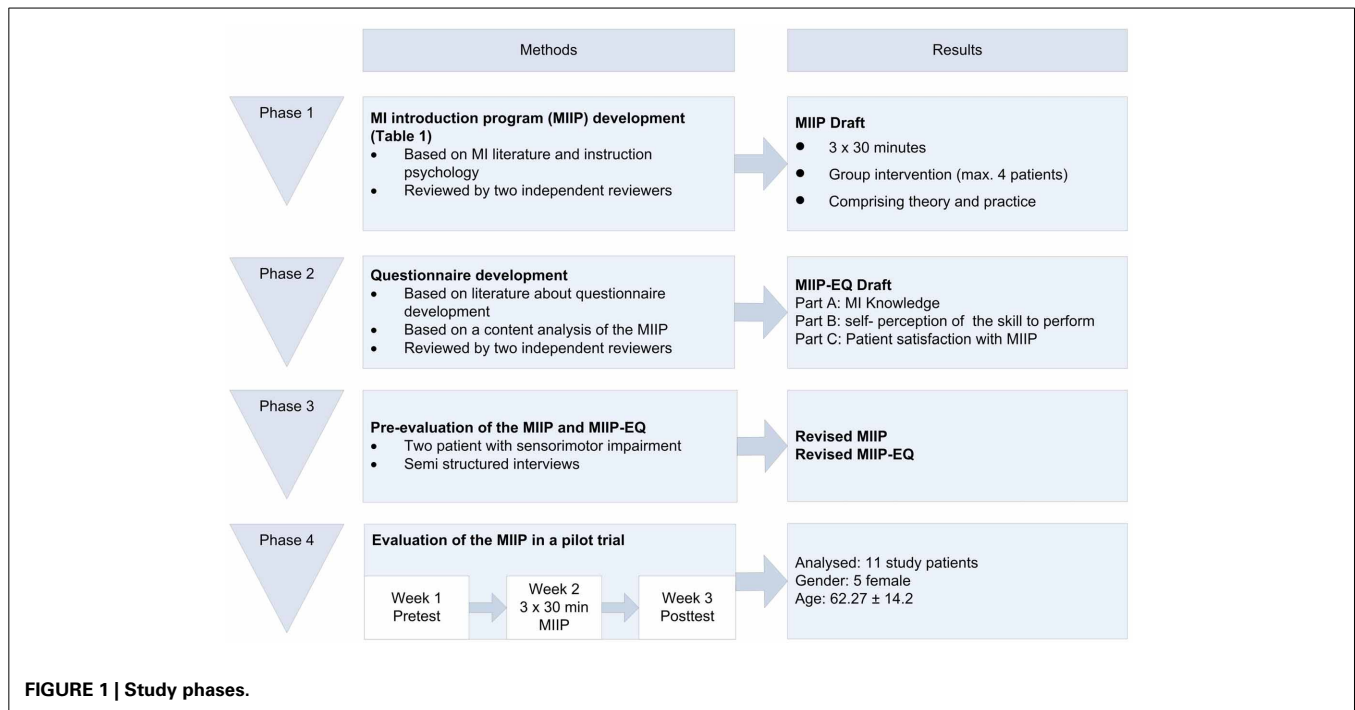 Methods
Results
Phase 1
MI introduction program (MIIP) development
(Table 1)
• Based on MI literature and instruction
psychology
• Reviewed by two independent reviewers
MIIP Draft
● 3 x 30 minutes
● Group intervention (max. 4 patients)
● Comprising theory and practice
Phase 2
Questionnaire development
• Based on literature about questionnaire
development
• Based on a content analysis of the MIIP
• Reviewed by two independent reviewers
MIIP-EQ Draft
Part A: MI Knowledge
Part B: self- perception of the skill to perform
Part C: Patient satisfaction with MIIP
Phase 3
Pre-evaluation of the MIIP and MIIP-EQ
• Two patient with sensorimotor impairment
• Semi structured interviews
Revised MIIP
Revised MIIP-EQ
Phase 4
Evaluation of the MIIP in a pilot trial
Week 1
Pretest
Week 2
3 x 30 min
MIIP
Week 3
Posttest
Analysed: 11 study patients
Gender: 5 female
Age: 62.27 ± 14.2
FIGURE 1 | Study phases.